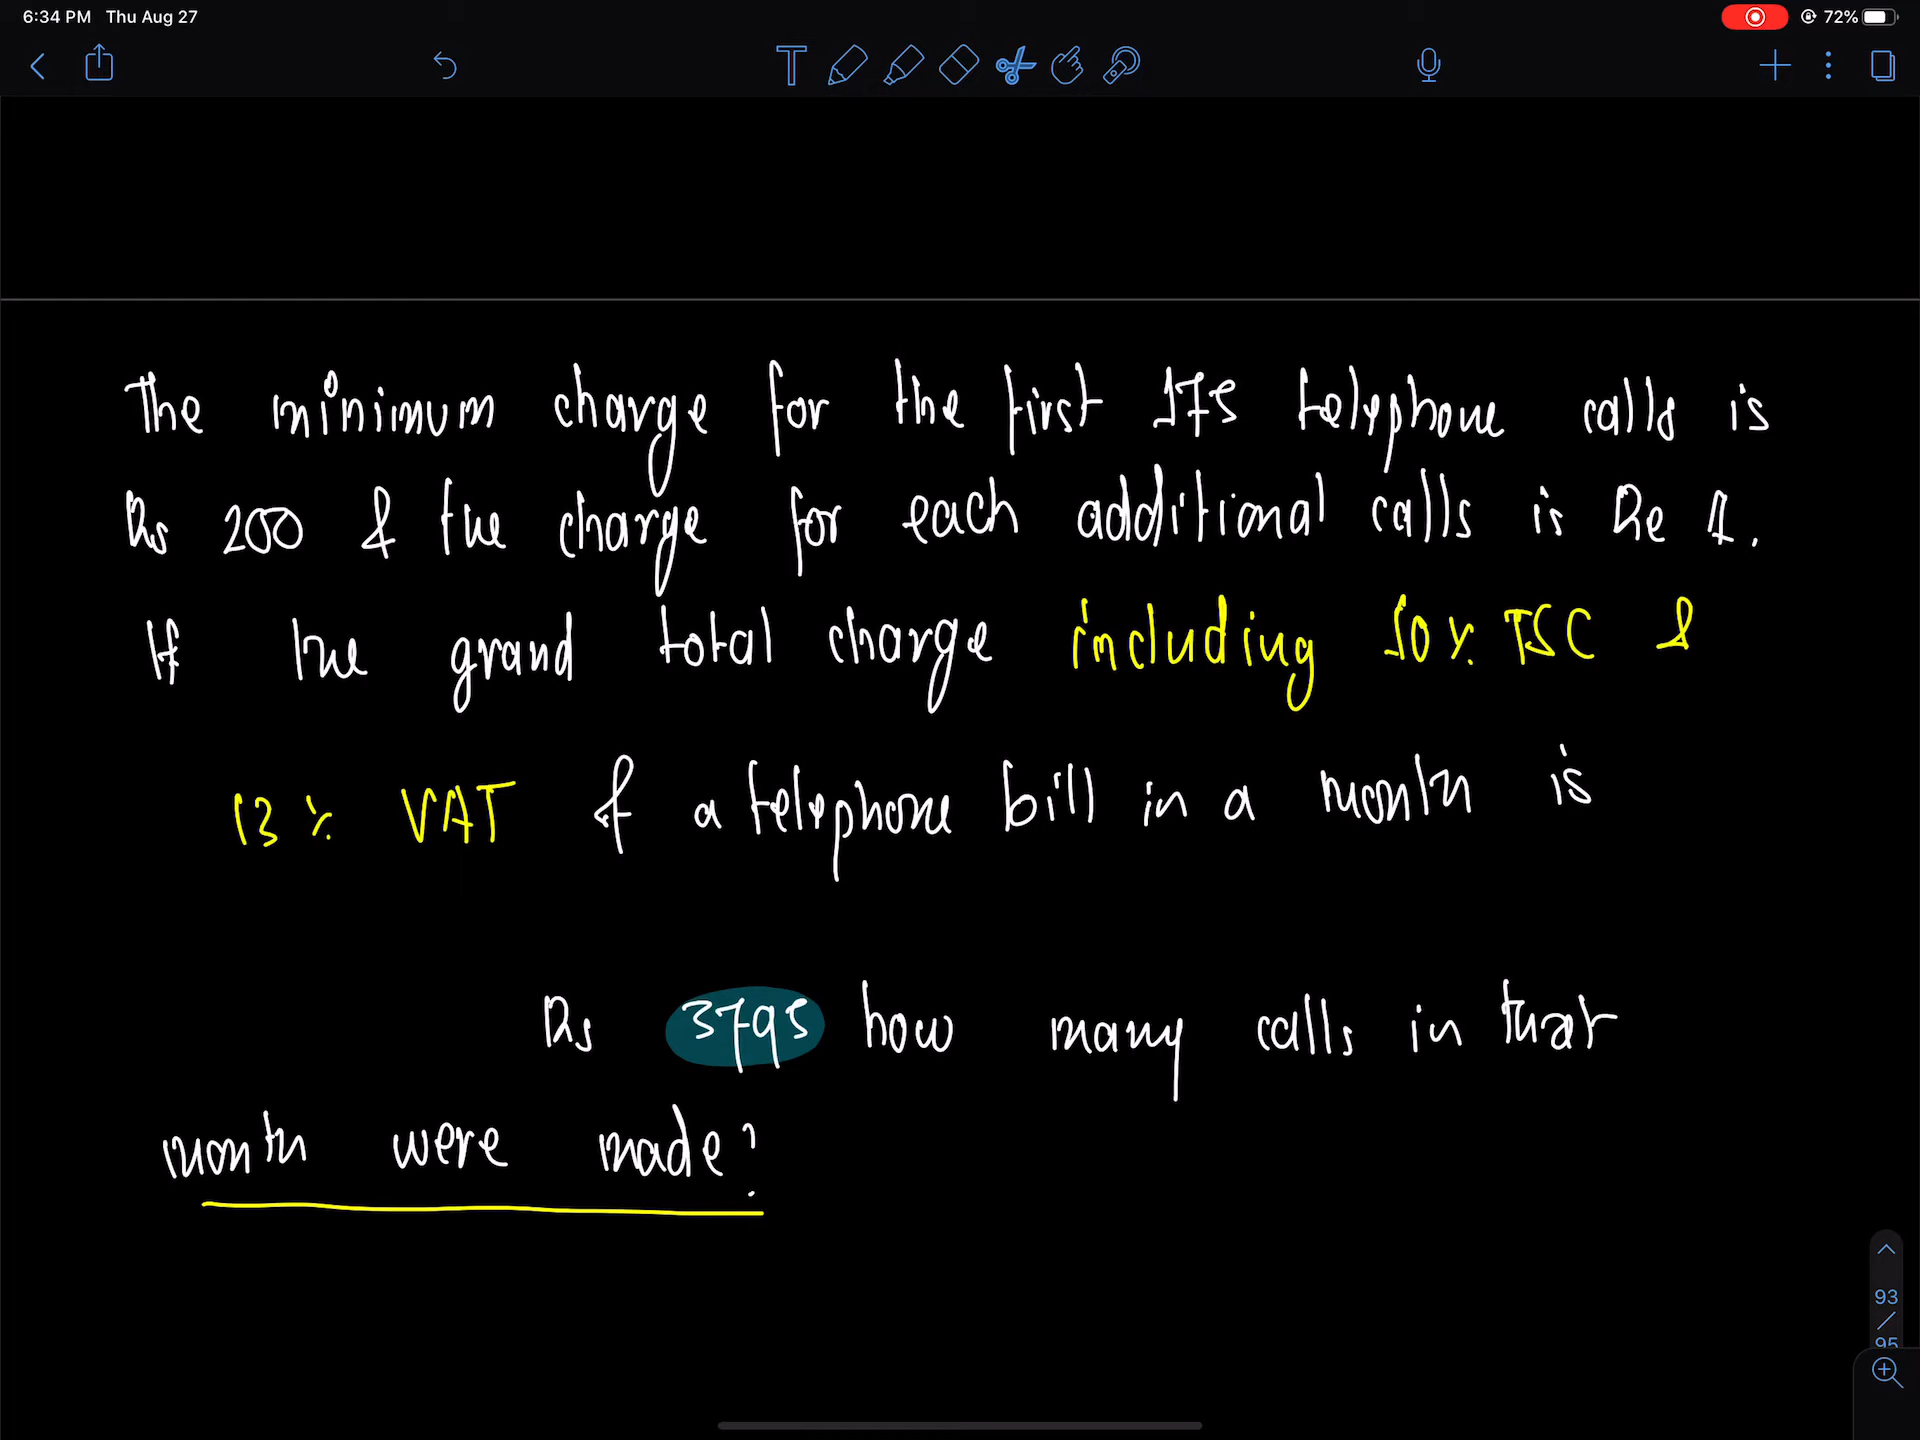 6:34 PM Thu Aug 27
72%
The minimum charge for the first 175 telephone calls is
Rs 200 & the charge for each additional calls is Re 1.
If the grand total charge including 10% TSC &
13% VAT of a telephone bill in a month is
Rs 3795 how many calls in that
month were made?
93
/
95